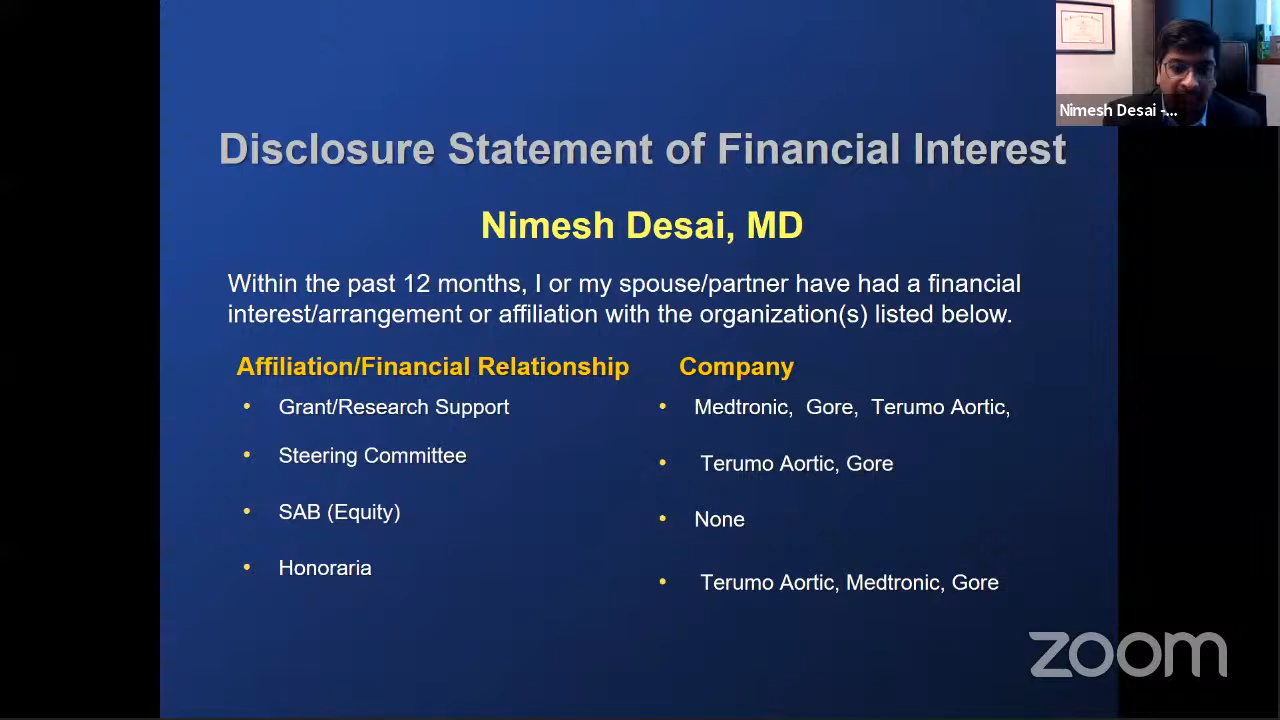 Disclosure Statement of Financial Interest
Nimesh Desai, MD
Within the past 12 months, I or my spouse/partner have had a financial
interest/arrangement or affiliation with the organization(s) listed below.
Affiliation/Financial Relationship
Company
• Grant/Research Support
• Medtronic, Gore, Terumo Aortic,
• Steering Committee
• Terumo Aortic, Gore
• SAB (Equity)
• None
• Honoraria
• Terumo Aortic, Medtronic, Gore
Nimesh Desai -...
zoom